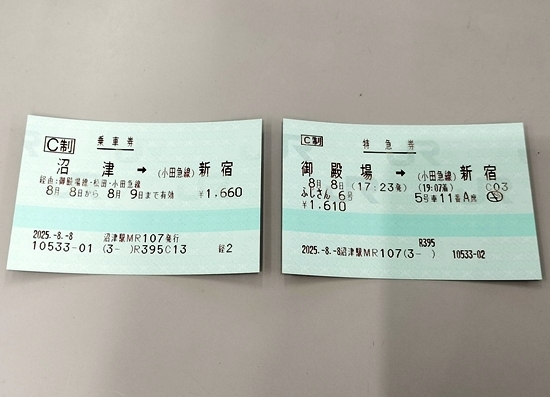 C制 乗車券
沼津 → (小田急線)新宿
経由:御殿場線・松田・小田急線
8月 8日から 8月 9日まで有効 ¥1,660
2025.-8.-8 沼津駅MR107発行
10533-01 (3- )R395C13 経2
C制 特急券
御殿場 → (小田急線)新宿
8月 8日 (17:23発) (19:07着) C03
ふじさん 6号 5号車11番A席
¥1,610
R395
2025.-8.-8沼津駅MR107(3- ) 10533-02